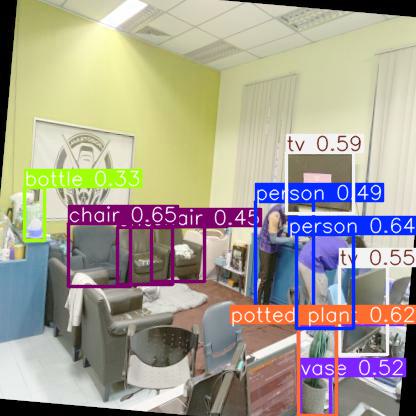 tv 0.59
bottle 0.33
person 0.49
chair 0.65
air 0.45
person 0.64
tv 0.55
potted plant 0.62
vase 0.52